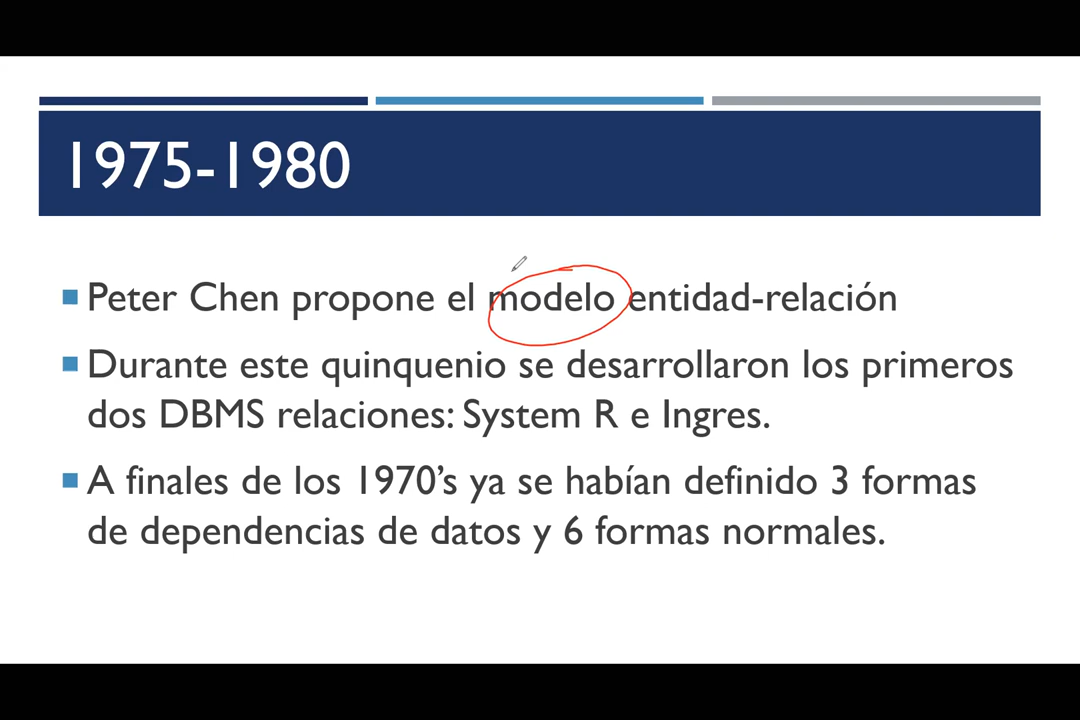 1975-1980
Peter Chen propone el modelo entidad-relación
Durante este quinquenio se desarrollaron los primeros
dos DBMS relaciones: System R e Ingres.
A finales de los 1970’s ya se habían definido 3 formas
de dependencias de datos y 6 formas normales.